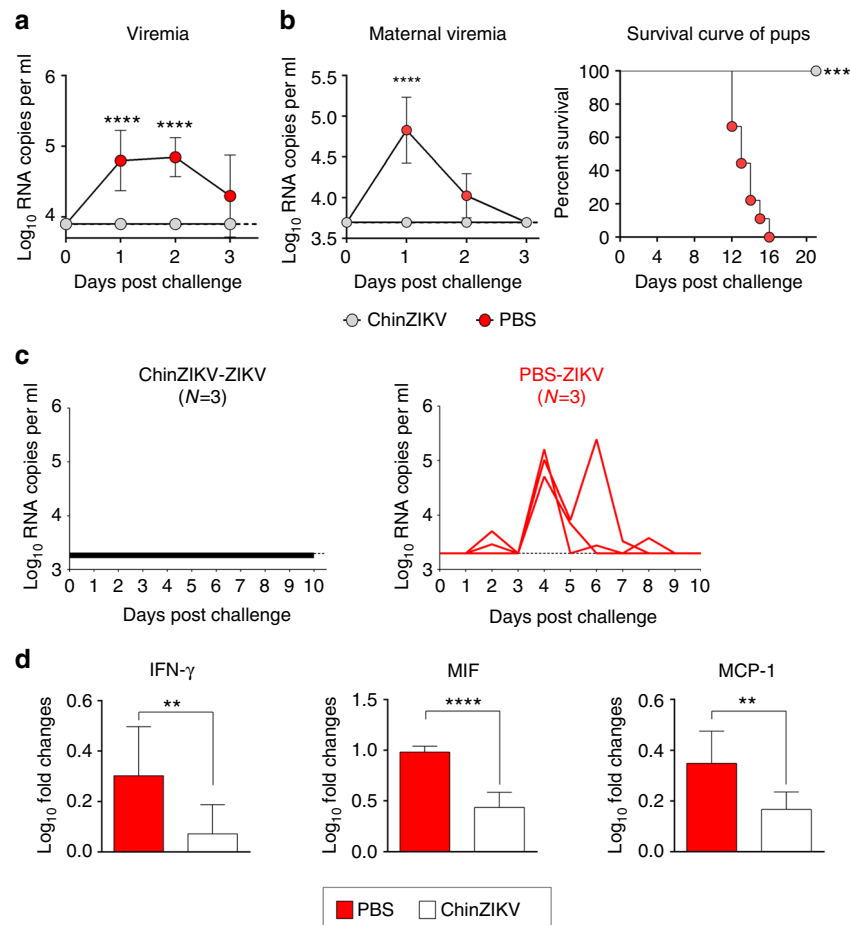 a
Viremia
Log10 RNA copies per ml
6
5
4
0 1 2 3
Days post challenge
**** ****
b
Maternal viremia
Log10 RNA copies per ml
5.5
5.0
4.5
4.0
3.5
0 1 2 3
Days post challenge
****
Survival curve of pups
Percent survival
100
80
60
40
20
0
0 4 8 12 16 20
Days post challenge
***
ChinZIKV PBS
c
ChinZIKV-ZIKV
(N=3)
Log10 RNA copies per ml
6
5
4
3
0 1 2 3 4 5 6 7 8 9 10
Days post challenge
PBS-ZIKV
(N=3)
Log10 RNA copies per ml
6
5
4
3
0 1 2 3 4 5 6 7 8 9 10
Days post challenge
d
IFN-γ
Log10 fold changes
0.6
0.4
0.2
0.0
**
MIF
Log10 fold changes
1.5
1.0
0.5
0.0
****
MCP-1
Log10 fold changes
0.6
0.4
0.2
0.0
**
PBS ChinZIKV